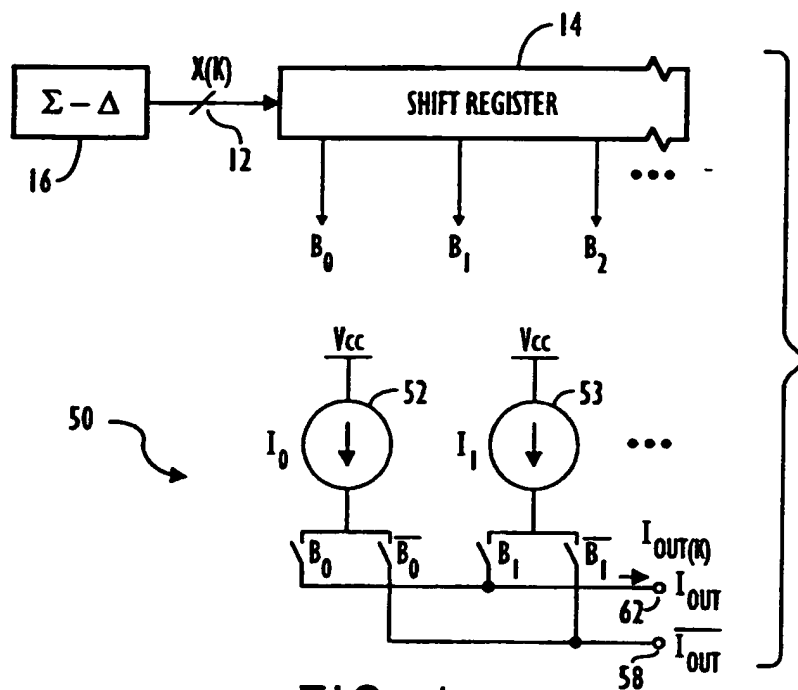 14
X(K)
Σ – Δ
SHIFT REGISTER
16
12
•••
B0
B1
B2
Vcc
Vcc
52
53
50
I0
I1
•••
B0
B̅0
B1
B̅1
IOUT(K)
62
IOUT
58
I̅OUT